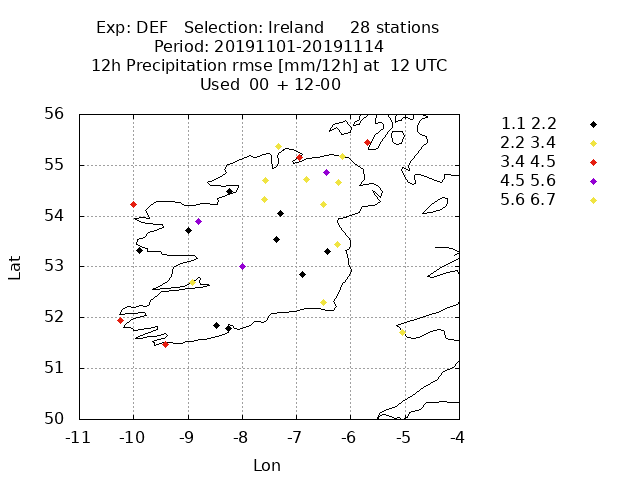 Exp: DEF   Selection: Ireland     28 stations
Period: 20191101-20191114
12h Precipitation rmse [mm/12h] at  12 UTC
Used  00 + 12-00
56
55
54
53
52
51
50
Lat
-11 -10 -9 -8 -7 -6 -5 -4
Lon
1.1 2.2
2.2 3.4
3.4 4.5
4.5 5.6
5.6 6.7